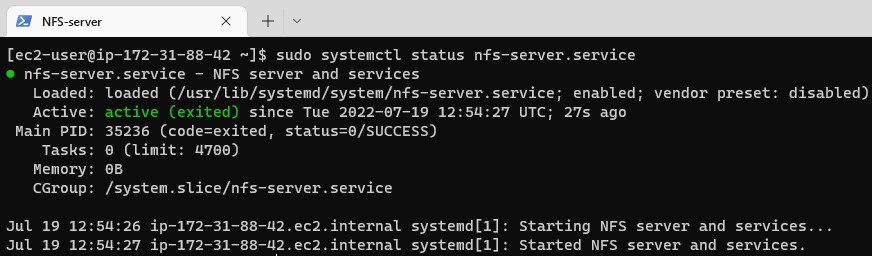 NFS-server
[ec2-user@ip-172-31-88-42 ~]$ sudo systemctl status nfs-server.service
● nfs-server.service - NFS server and services
Loaded: loaded (/usr/lib/systemd/system/nfs-server.service; enabled; vendor preset: disabled)
Active: active (exited) since Tue 2022-07-19 12:54:27 UTC; 27s ago
Main PID: 35236 (code=exited, status=0/SUCCESS)
Tasks: 0 (limit: 4700)
Memory: 0B
CGroup: /system.slice/nfs-server.service
Jul 19 12:54:26 ip-172-31-88-42.ec2.internal systemd[1]: Starting NFS server and services...
Jul 19 12:54:27 ip-172-31-88-42.ec2.internal systemd[1]: Started NFS server and services.